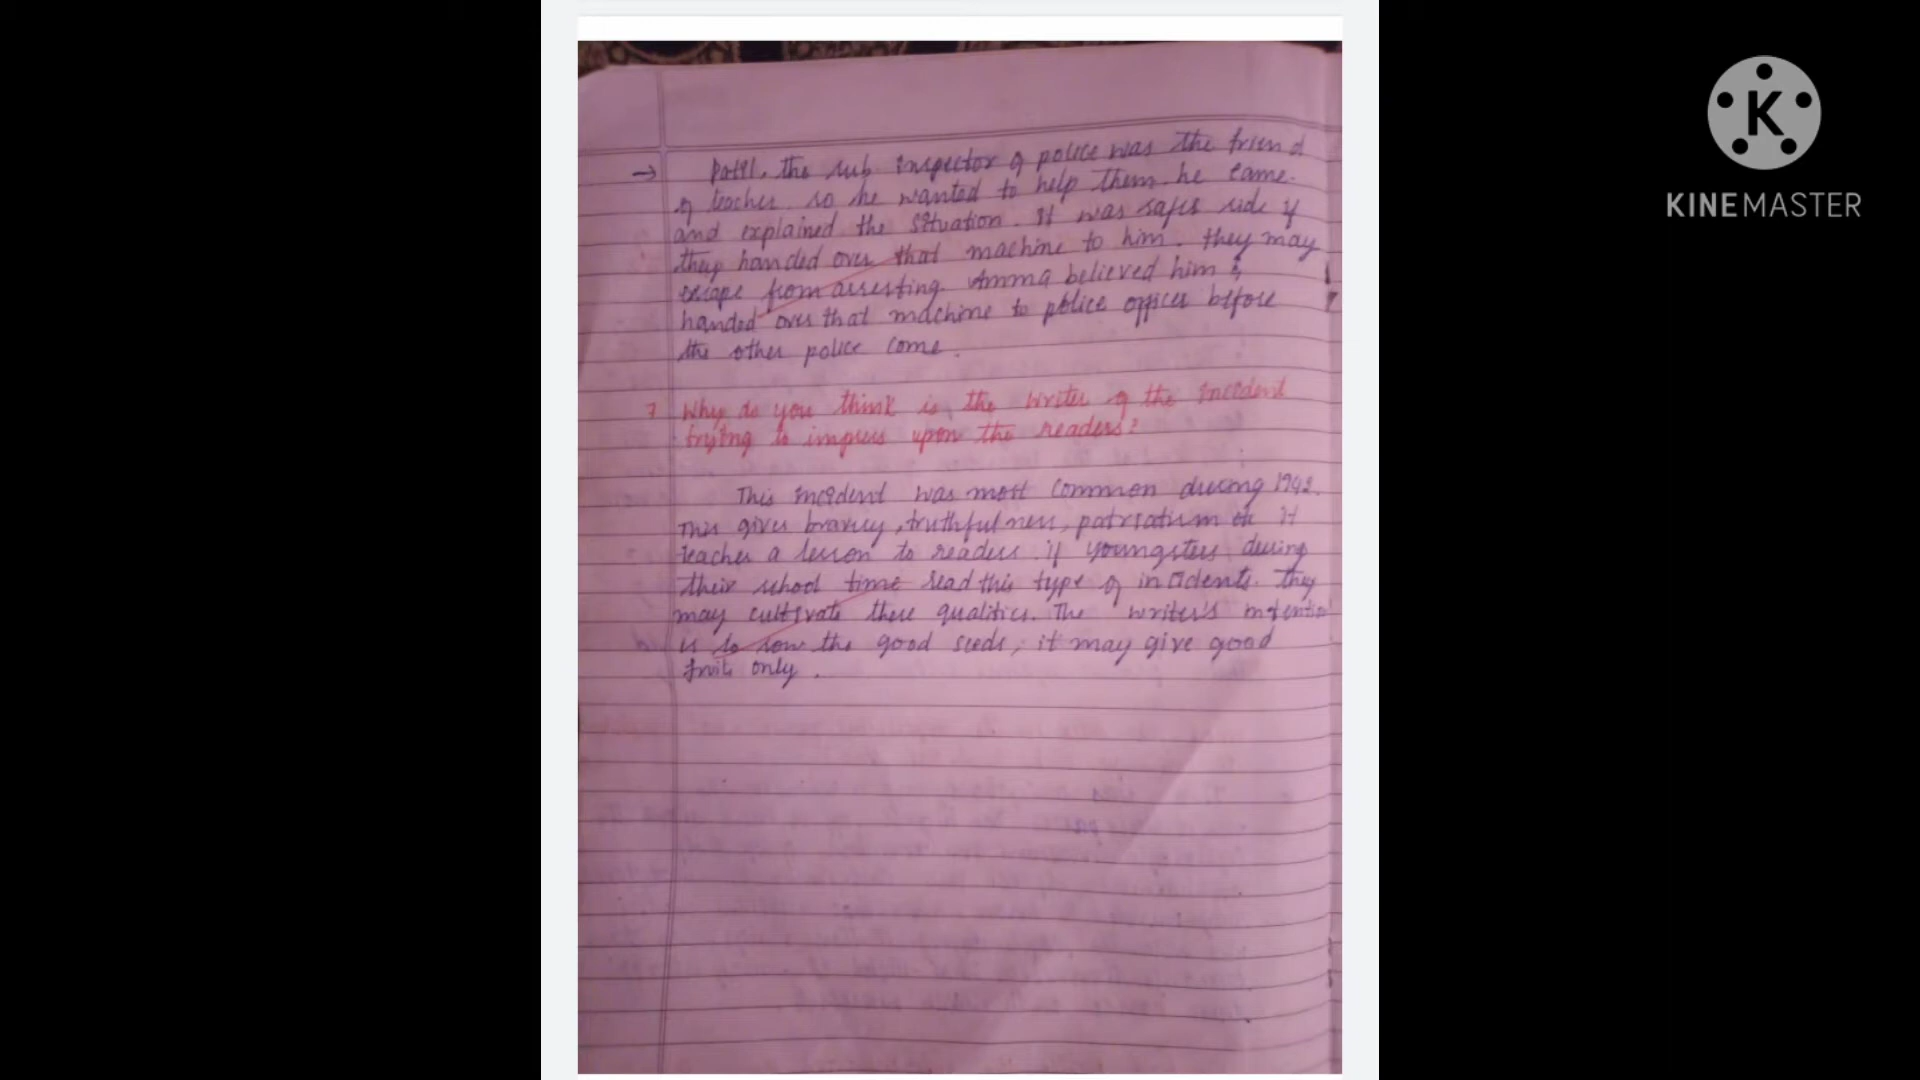 → Patil, the sub inspector of police was the friend
of teacher so he wanted to help them. he came
and explained the situation. It was safer side if
they handed over that machine to him. they may
escape from arresting. Amma believed him &
handed over that machine to police officer before
the other police come.
7 Why do you think is the writer of the incident
trying to impress upon the readers?
This incident was most common during 1942.
This gives bravery, truthfulness, patriatism etc it
teaches a lesson to readers if youngsters during
their school time read this type of incidents. They
may cultivate these qualities. The writer's intention
is to sow the good seeds, it may give good
fruits only.
KINEMASTER